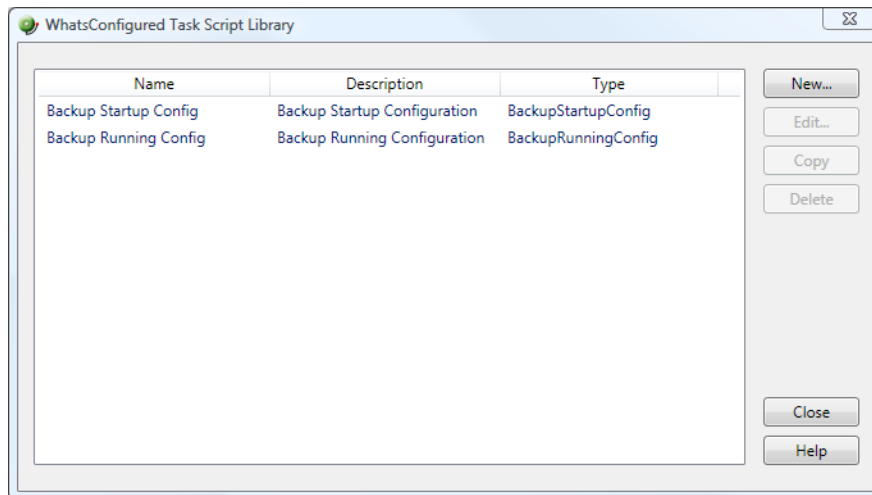 WhatsConfigured Task Script Library
Name Description Type
Backup Startup Config Backup Startup Configuration BackupStartupConfig
Backup Running Config Backup Running Configuration BackupRunningConfig
New...
Edit...
Copy
Delete
Close
Help